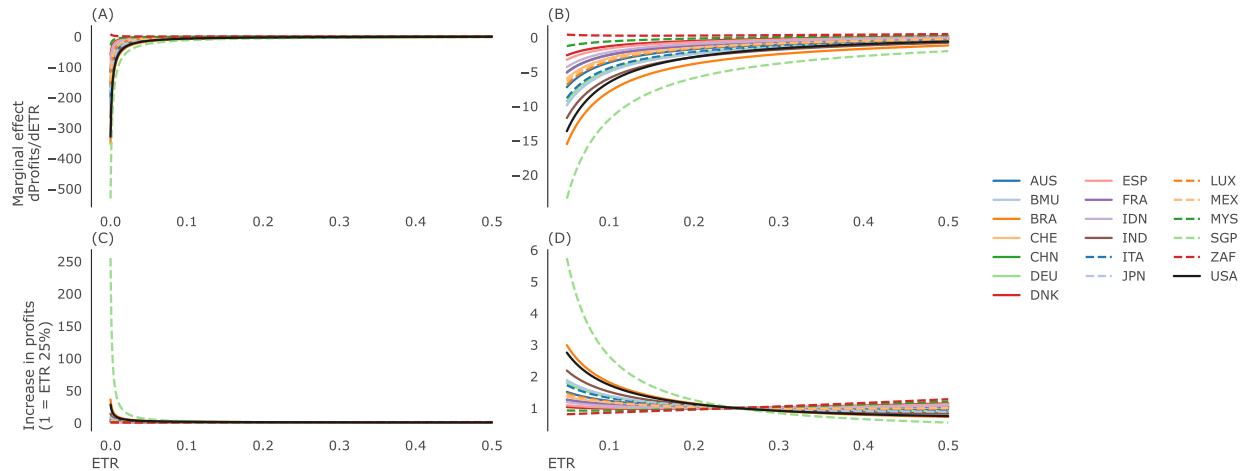 (A)
0
−100
−200
−300
−400
−500
Marginal effect
dProfits/dETR
0.0 0.1 0.2 0.3 0.4 0.5
(B)
0
−5
−10
−15
−20
0.1 0.2 0.3 0.4 0.5
(C)
250
200
150
100
50
0
Increase in profits
(1 = ETR 25%)
0.0 0.1 0.2 0.3 0.4 0.5
ETR
(D)
6
5
4
3
2
1
0
0.1 0.2 0.3 0.4 0.5
ETR
AUS ESP LUX
BMU FRA MEX
BRA IDN MYS
CHE IND SGP
CHN ITA ZAF
DEU JPN USA
DNK